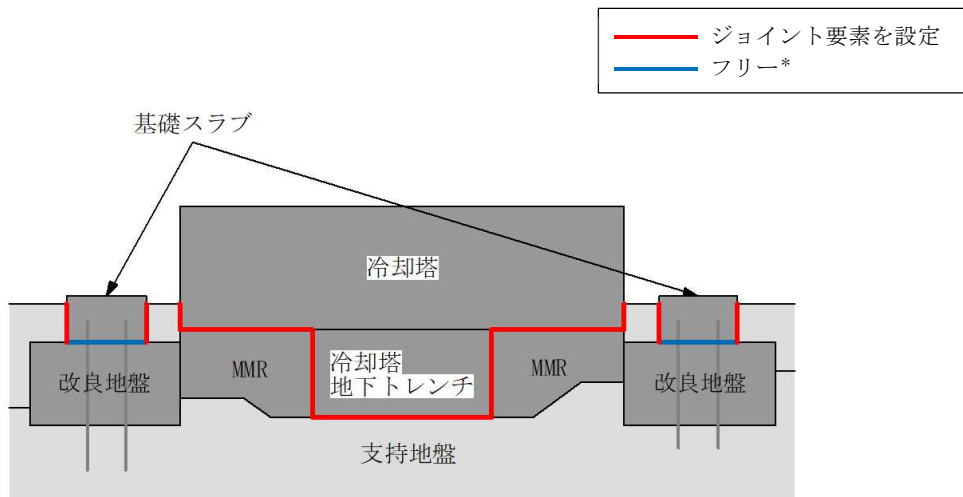 ジョイント要素を設定
フリー*
基礎スラブ
冷却塔
冷却塔
地下トレンチ
MMR
MMR
改良地盤
改良地盤
支持地盤